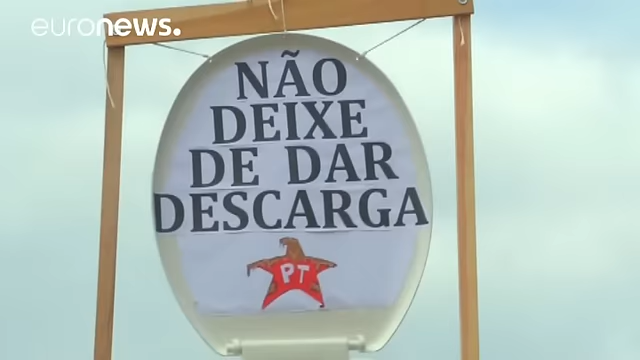 euronews.
NÃO
DEIXE
DE DAR
DESCARGA
PT